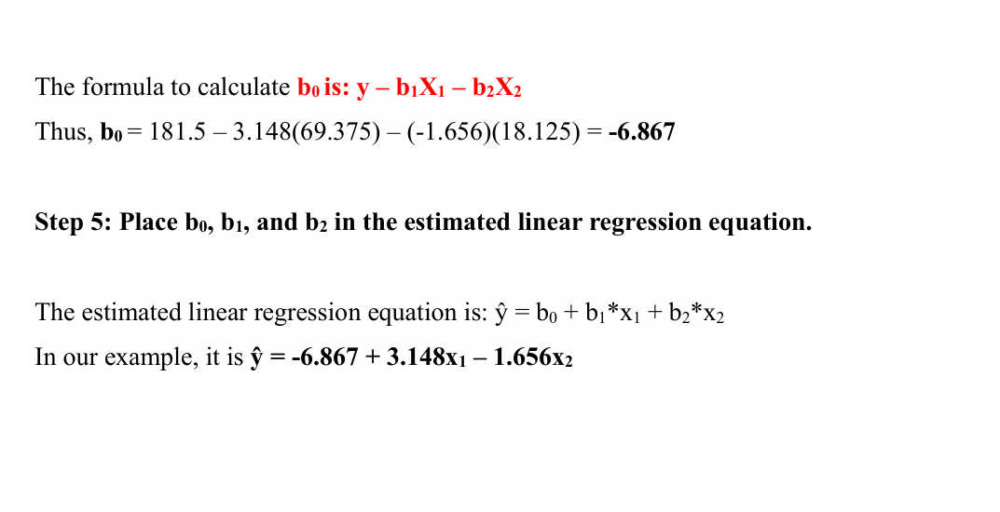 The formula to calculate b₀ is: y – b₁X₁ – b₂X₂
Thus, b₀ = 181.5 – 3.148(69.375) – (-1.656)(18.125) = -6.867
Step 5: Place b₀, b₁, and b₂ in the estimated linear regression equation.
The estimated linear regression equation is: ŷ = b₀ + b₁*x₁ + b₂*x₂
In our example, it is ŷ = -6.867 + 3.148x₁ – 1.656x₂